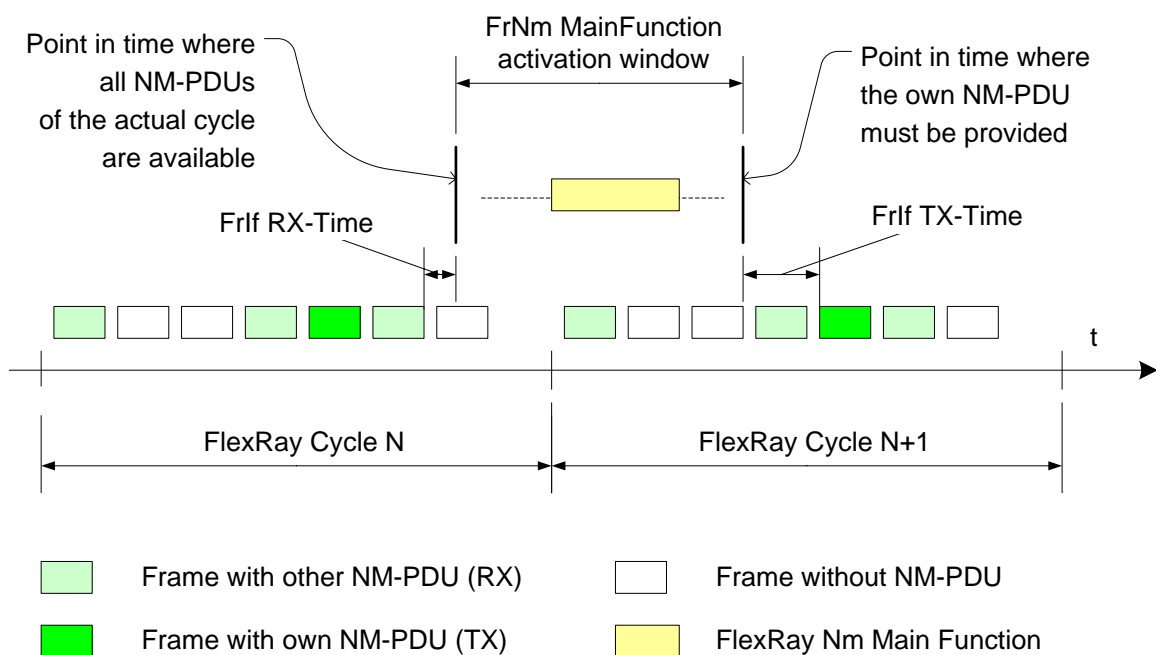 FrNm MainFunction
activation window
Point in time where
all NM-PDUs
of the actual cycle
are available
Point in time where
the own NM-PDU
must be provided
FrIf RX-Time
FrIf TX-Time
t
FlexRay Cycle N
FlexRay Cycle N+1
Frame with other NM-PDU (RX)
Frame without NM-PDU
Frame with own NM-PDU (TX)
FlexRay Nm Main Function